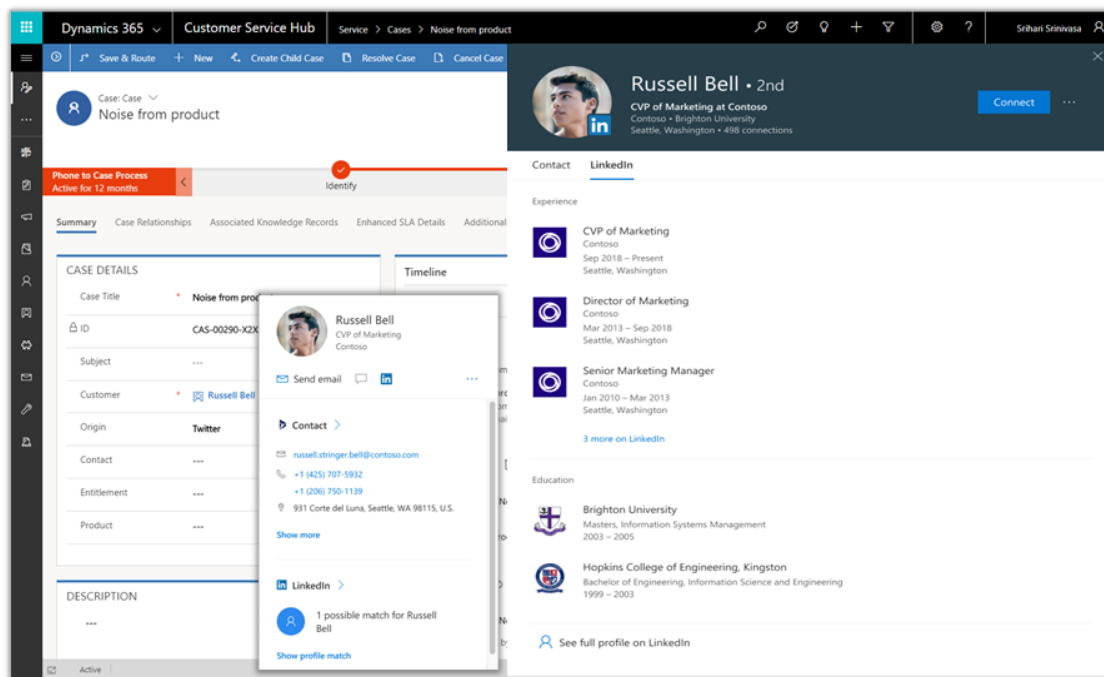 Dynamics 365
Customer Service Hub
Service > Cases > Noise from product
Srihari Srinivasa
Save & Route
New
Create Child Case
Resolve Case
Cancel Case
Case: Case
Noise from product
Phone to Case Process
Active for 12 months
Identify
Summary
Case Relationships
Associated Knowledge Records
Enhanced SLA Details
Additional
CASE DETAILS
Case Title * Noise from
ID CAS-00290-X2X
Subject ---
Customer * Russell Bell
Origin Twitter
Contact ---
Entitlement ---
Product ---
DESCRIPTION
---
Active
Timeline
Russell Bell
CVP of Marketing
Contoso
Send email
in
...
Contact >
russell.stringer.bell@contoso.com
+1 (425) 707-5932
+1 (206) 750-1139
931 Corte del Luna, Seattle, WA 98115, U.S.
Show more
in LinkedIn >
1 possible match for Russell
Bell
Show profile match
Russell Bell • 2nd
CVP of Marketing at Contoso
Contoso • Brighton University
Seattle, Washington • 498 connections
in
Connect
...
Contact
LinkedIn
Experience
CVP of Marketing
Contoso
Sep 2018 – Present
Seattle, Washington
Director of Marketing
Contoso
Mar 2013 – Sep 2018
Seattle, Washington
Senior Marketing Manager
Contoso
Jan 2010 – Mar 2013
Seattle, Washington
3 more on LinkedIn
Education
Brighton University
Masters, Information Systems Management
2003 – 2005
Hopkins College of Engineering, Kingston
Bachelor of Engineering, Information Science and Engineering
1999 – 2003
See full profile on LinkedIn